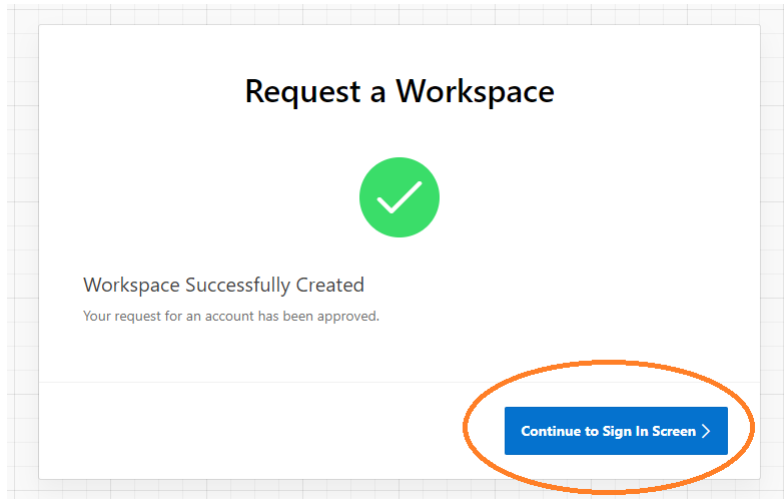 Request a Workspace
Workspace Successfully Created
Your request for an account has been approved.
Continue to Sign In Screen